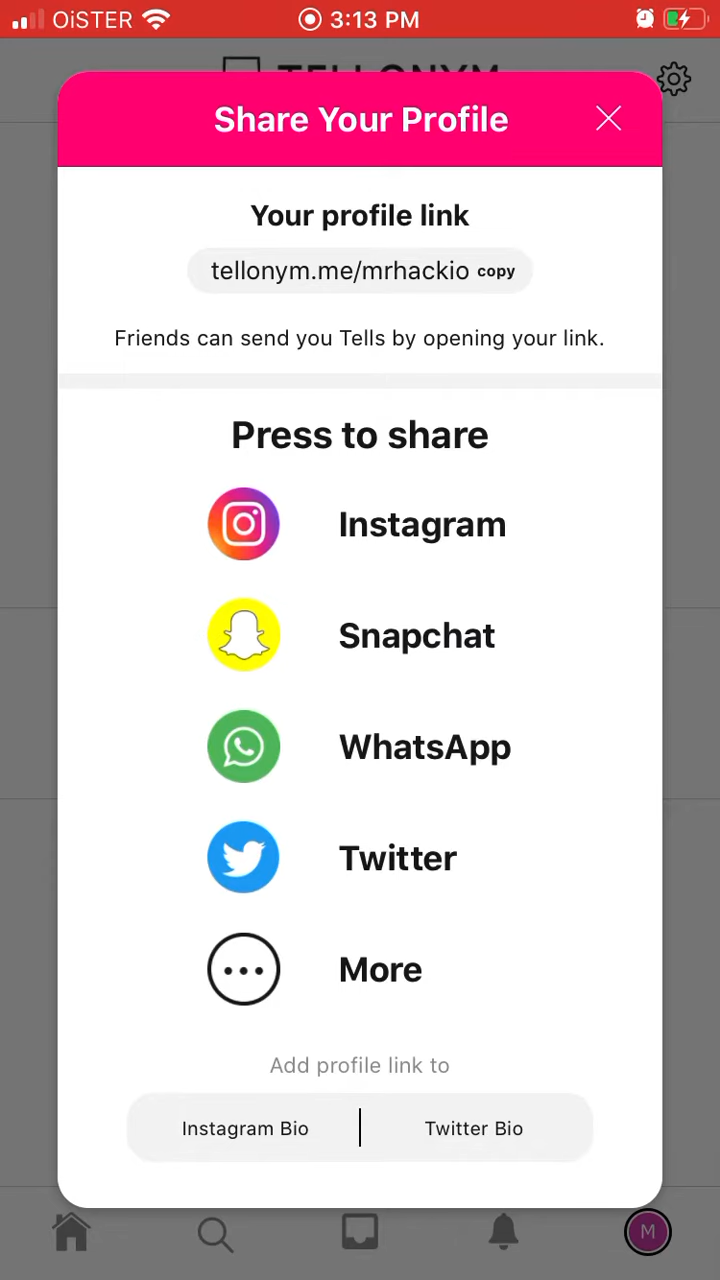 OiSTER 3:13 PM
TELLONYM
Share Your Profile
Your profile link
tellonym.me/mrhackio copy
Friends can send you Tells by opening your link.
Press to share
Instagram
Snapchat
WhatsApp
Twitter
More
Add profile link to
Instagram Bio
Twitter Bio
M